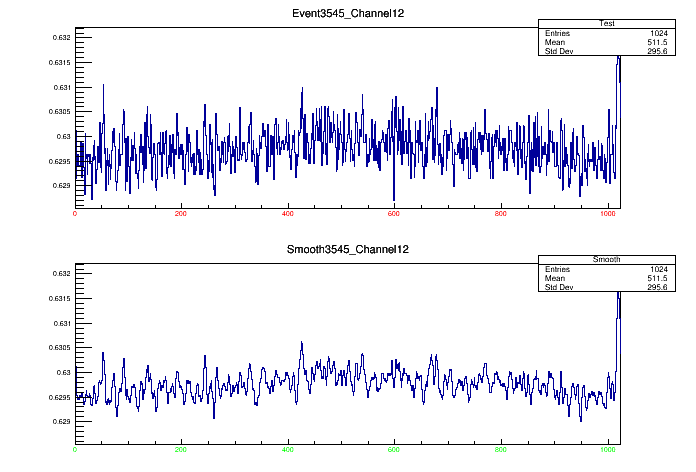 Event3545_Channel12
Test
Entries 1024
Mean 511.5
Std Dev 295.6
0.632
0.6315
0.631
0.6305
0.63
0.6295
0.629
0 200 400 600 800 1000
Smooth3545_Channel12
Smooth
Entries 1024
Mean 511.5
Std Dev 295.6
0.632
0.6315
0.631
0.6305
0.63
0.6295
0.629
0 200 400 600 800 1000